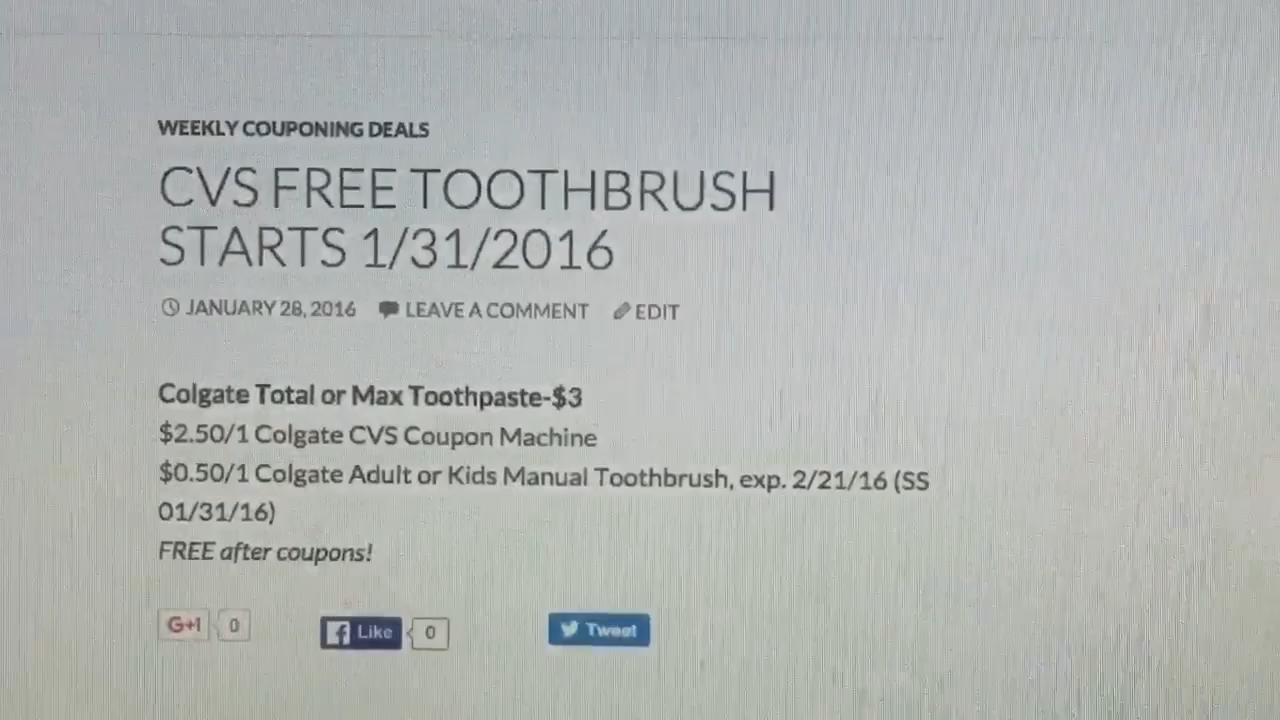 WEEKLY COUPONING DEALS
CVS FREE TOOTHBRUSH
STARTS 1/31/2016
JANUARY 28, 2016 LEAVE A COMMENT EDIT
Colgate Total or Max Toothpaste-$3
$2.50/1 Colgate CVS Coupon Machine
$0.50/1 Colgate Adult or Kids Manual Toothbrush, exp. 2/21/16 (SS
01/31/16)
FREE after coupons!
G+1 0 Like 0 Tweet